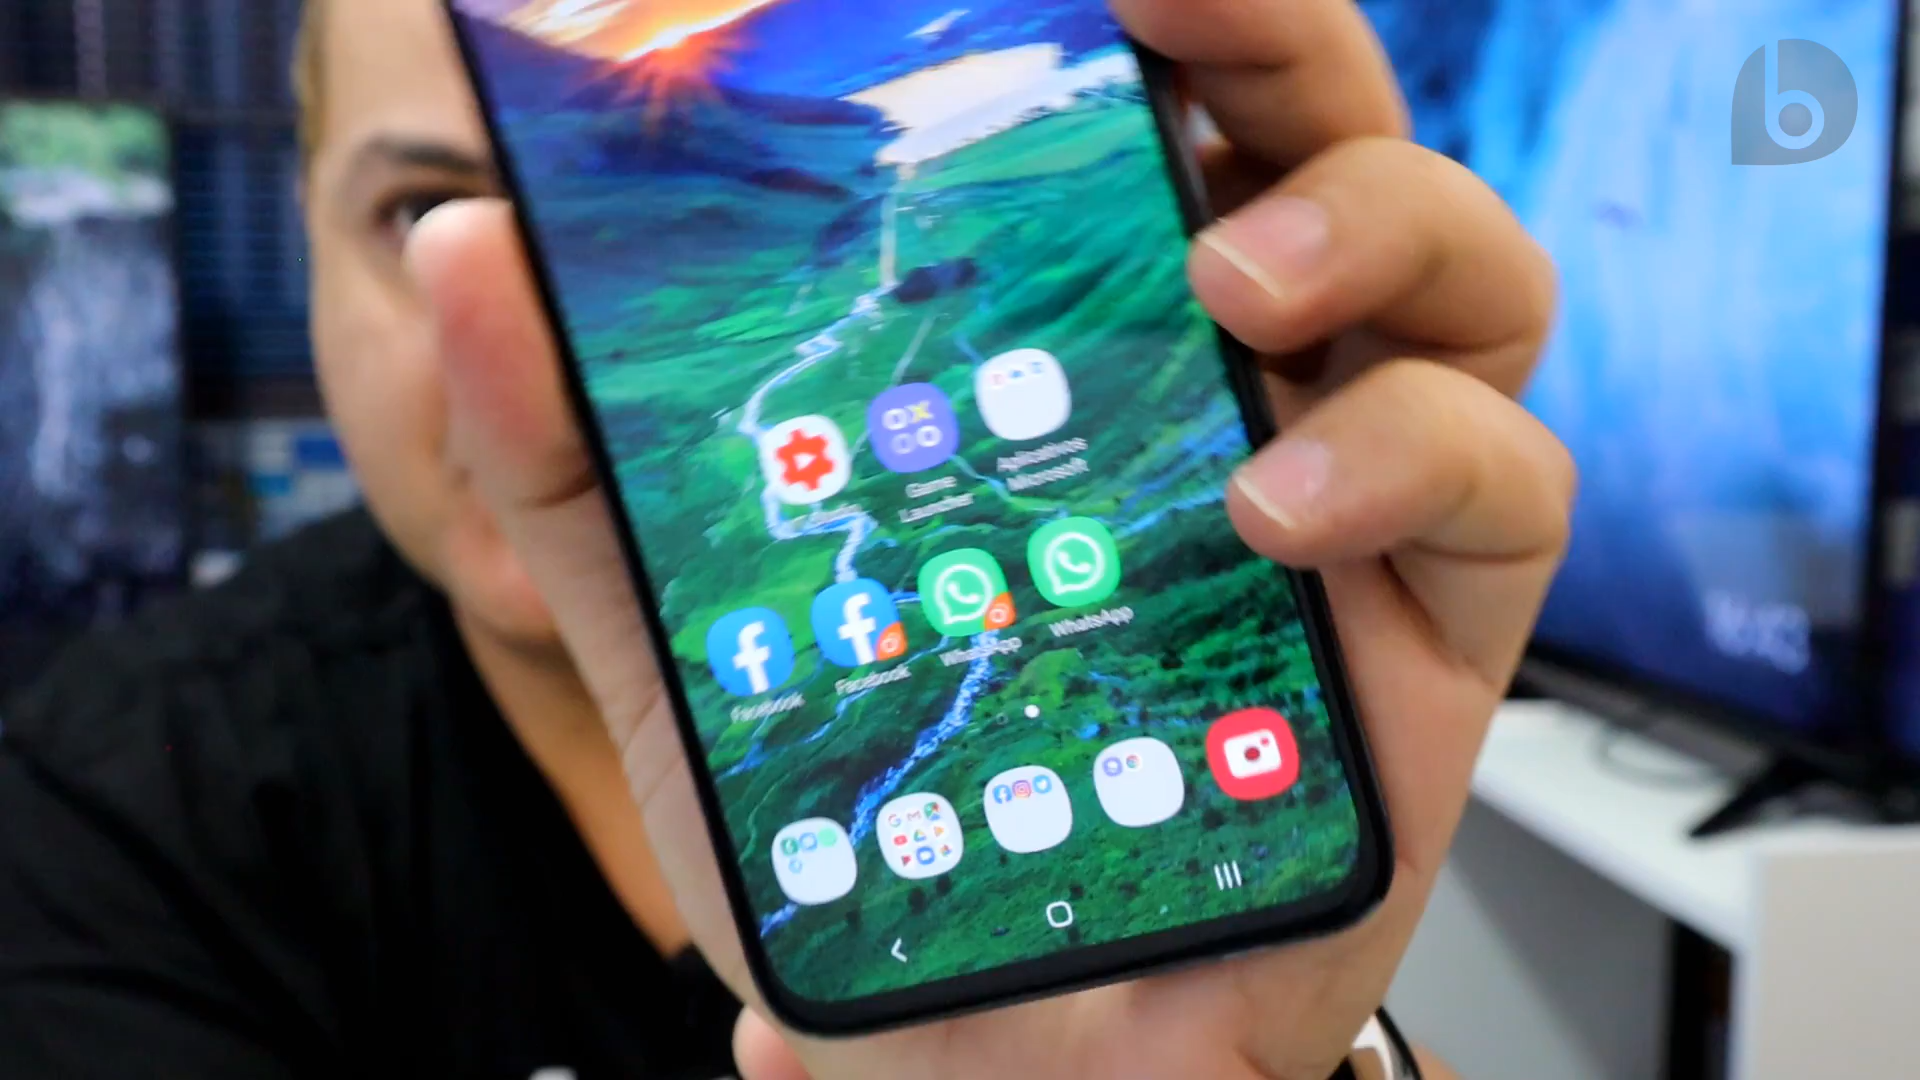 b
Game
Launcher
Aplicativos
Microsoft
Facebook
Facebook
WhatsApp
WhatsApp